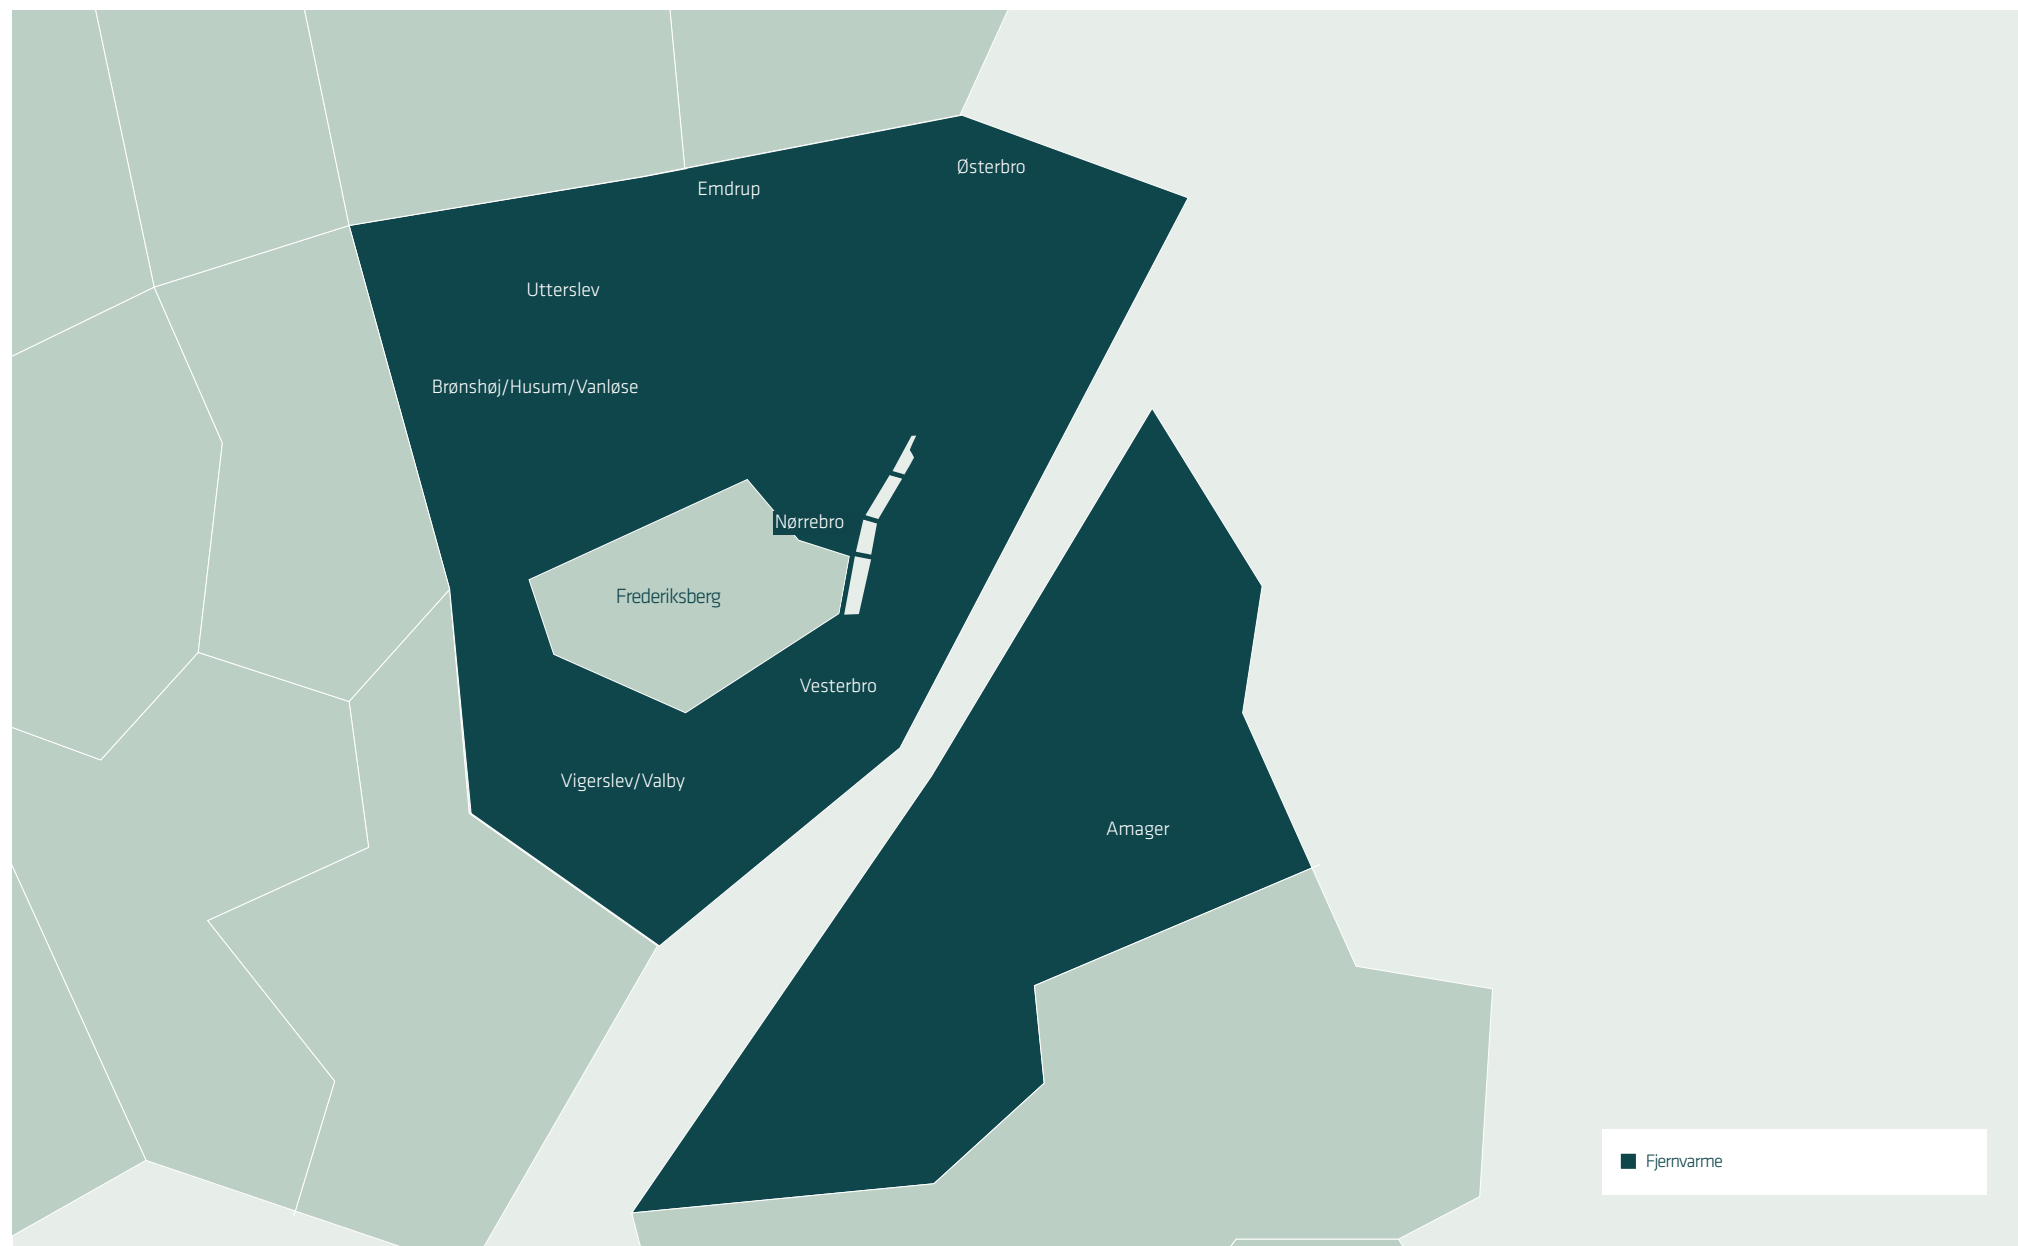 Østerbro
Emdrup
Utterslev
Brønshøj/Husum/Vanløse
Nørrebro
Frederiksberg
Vesterbro
Vigerslev/Valby
Amager
Fjernvarme